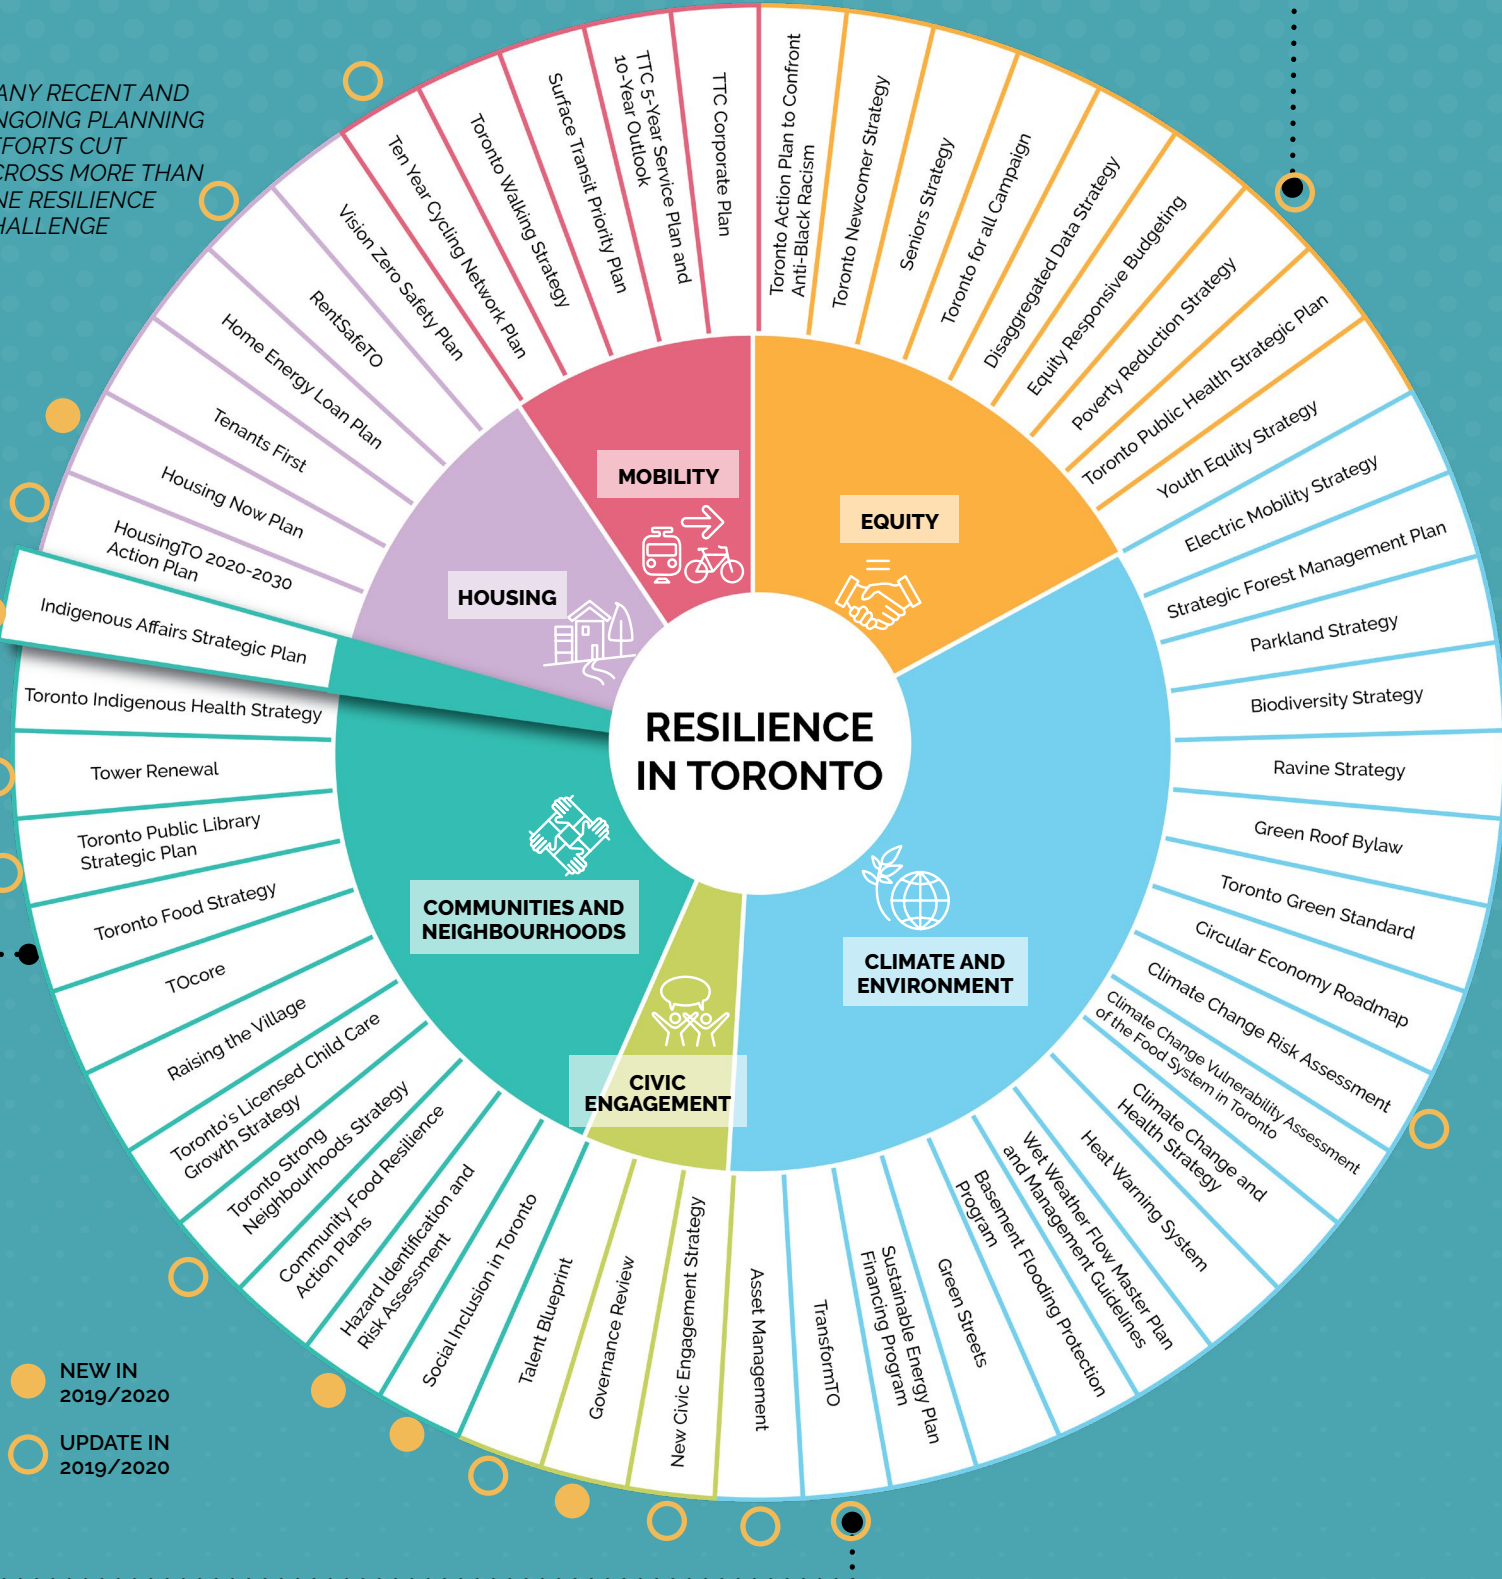 ANY RECENT AND
NGOING PLANNING
FFORTS CUT
CROSS MORE THAN
NE RESILIENCE
HALLENGE
RESILIENCE
IN TORONTO
MOBILITY
Ten Year Cycling Network Plan
Toronto Walking Strategy
Surface Transit Priority Plan
TTC 5-Year Service Plan and
10-Year Outlook
TTC Corporate Plan
EQUITY
Toronto Action Plan to Confront
Anti-Black Racism
Toronto Newcomer Strategy
Seniors Strategy
Toronto for all Campaign
Disaggregated Data Strategy
Equity Responsive Budgeting
Poverty Reduction Strategy
Toronto Public Health Strategic Plan
Youth Equity Strategy
CLIMATE AND
ENVIRONMENT
Electric Mobility Strategy
Strategic Forest Management Plan
Parkland Strategy
Biodiversity Strategy
Ravine Strategy
Green Roof Bylaw
Toronto Green Standard
Circular Economy Roadmap
Climate Change Risk Assessment
Climate Change Vulnerability Assessment
of the Food System in Toronto
Climate Change and
Health Strategy
Heat Warning System
Wet Weather Flow Master Plan
and Management Guidelines
Basement Flooding Protection
Program
Green Streets
Sustainable Energy Plan
Financing Program
TransformTO
Asset Management
CIVIC
ENGAGEMENT
New Civic Engagement Strategy
Governance Review
Talent Blueprint
COMMUNITIES AND
NEIGHBOURHOODS
Social Inclusion in Toronto
Hazard Identification and
Risk Assessment
Community Food Resilience
Action Plans
Toronto Strong
Neighbourhoods Strategy
Toronto's Licensed Child Care
Growth Strategy
Raising the Village
TOcore
Toronto Food Strategy
Toronto Public Library
Strategic Plan
Tower Renewal
Toronto Indigenous Health Strategy
Indigenous Affairs Strategic Plan
HOUSING
HousingTO 2020-2030
Action Plan
Housing Now Plan
Tenants First
Home Energy Loan Plan
RentSafeTO
Vision Zero Safety Plan
NEW IN
2019/2020
UPDATE IN
2019/2020